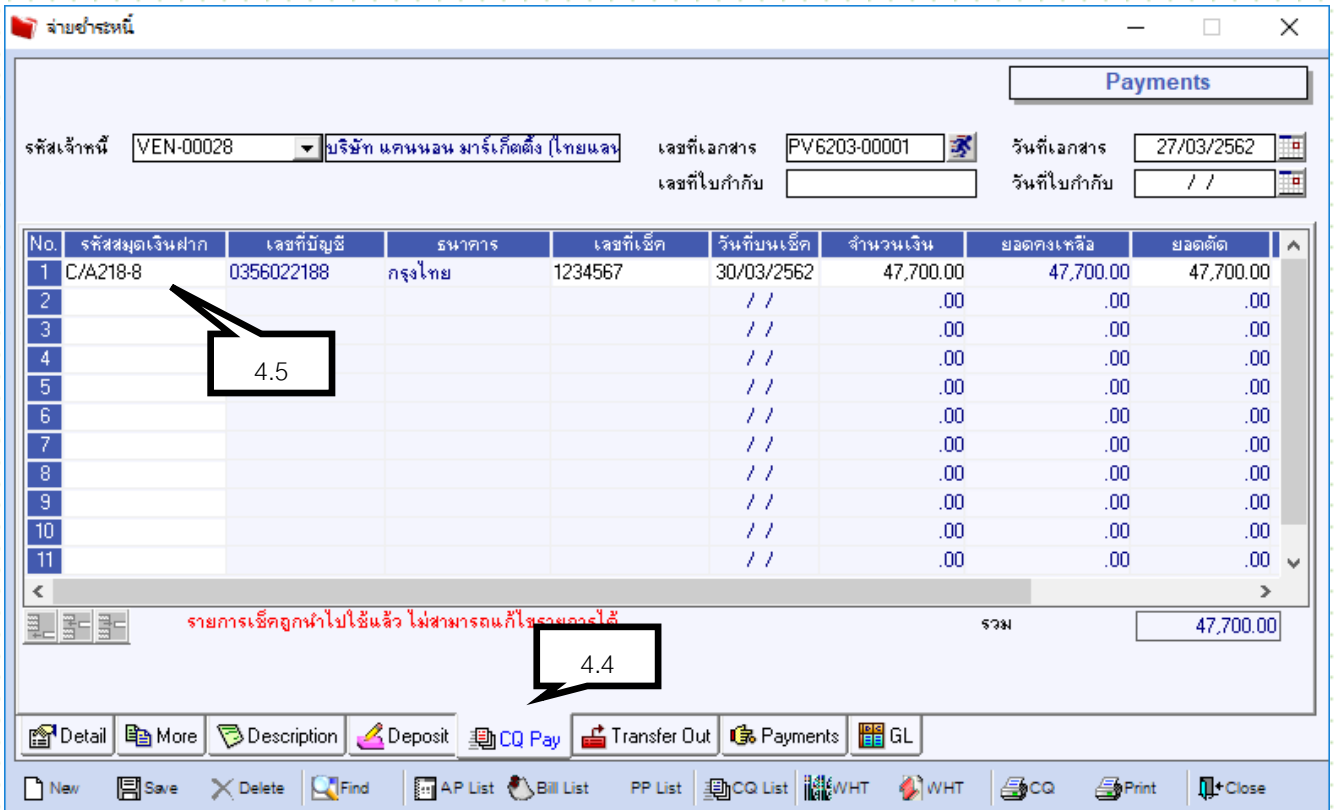 จ่ายชำระหนี้
Payments
รหัสเจ้าหนี้ VEN-00028 บริษัท แคนนอน มาร์เก็ตติ้ง (ไทยแลน เลขที่เอกสาร PV6203-00001 วันที่เอกสาร 27/03/2562
เลขที่ใบกำกับ วันที่ใบกำกับ / /
No. รหัสสมุดเงินฝาก เลขที่บัญชี ธนาคาร เลขที่เช็ค วันที่บนเช็ค จำนวนเงิน ยอดคงเหลือ ยอดตัด
1 C/A218-8 0356022188 กรุงไทย 1234567 30/03/2562 47,700.00 47,700.00 47,700.00
2 / / .00 .00 .00
3 / / .00 .00 .00
4 / / .00 .00 .00
4.5
5 / / .00 .00 .00
6 / / .00 .00 .00
7 / / .00 .00 .00
8 / / .00 .00 .00
9 / / .00 .00 .00
10 / / .00 .00 .00
11 / / .00 .00 .00
รายการเช็คถูกนำไปใช้แล้ว ไม่สามารถแก้ไขรายการได้ รวม 47,700.00
4.4
Detail More Description Deposit CQ Pay Transfer Out Payments GL
New Save Delete Find AP List Bill List PP List CQ List WHT WHT CQ Print Close